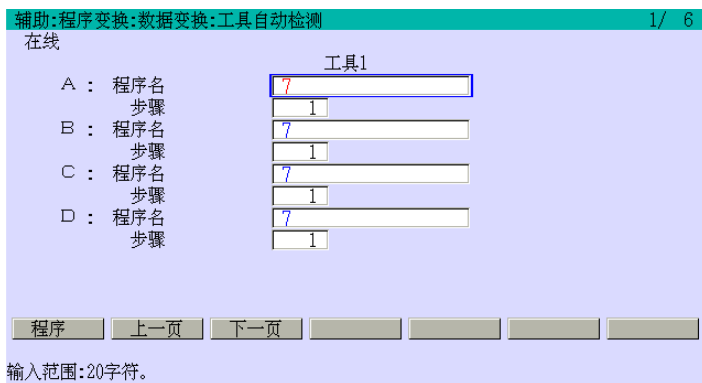 辅助:程序变换:数据变换:工具自动检测 1/ 6
在线
工具1
A : 程序名 7
步骤 1
B : 程序名 7
步骤 1
C : 程序名 7
步骤 1
D : 程序名 7
步骤 1
程序 上一页 下一页
输入范围:20字符。